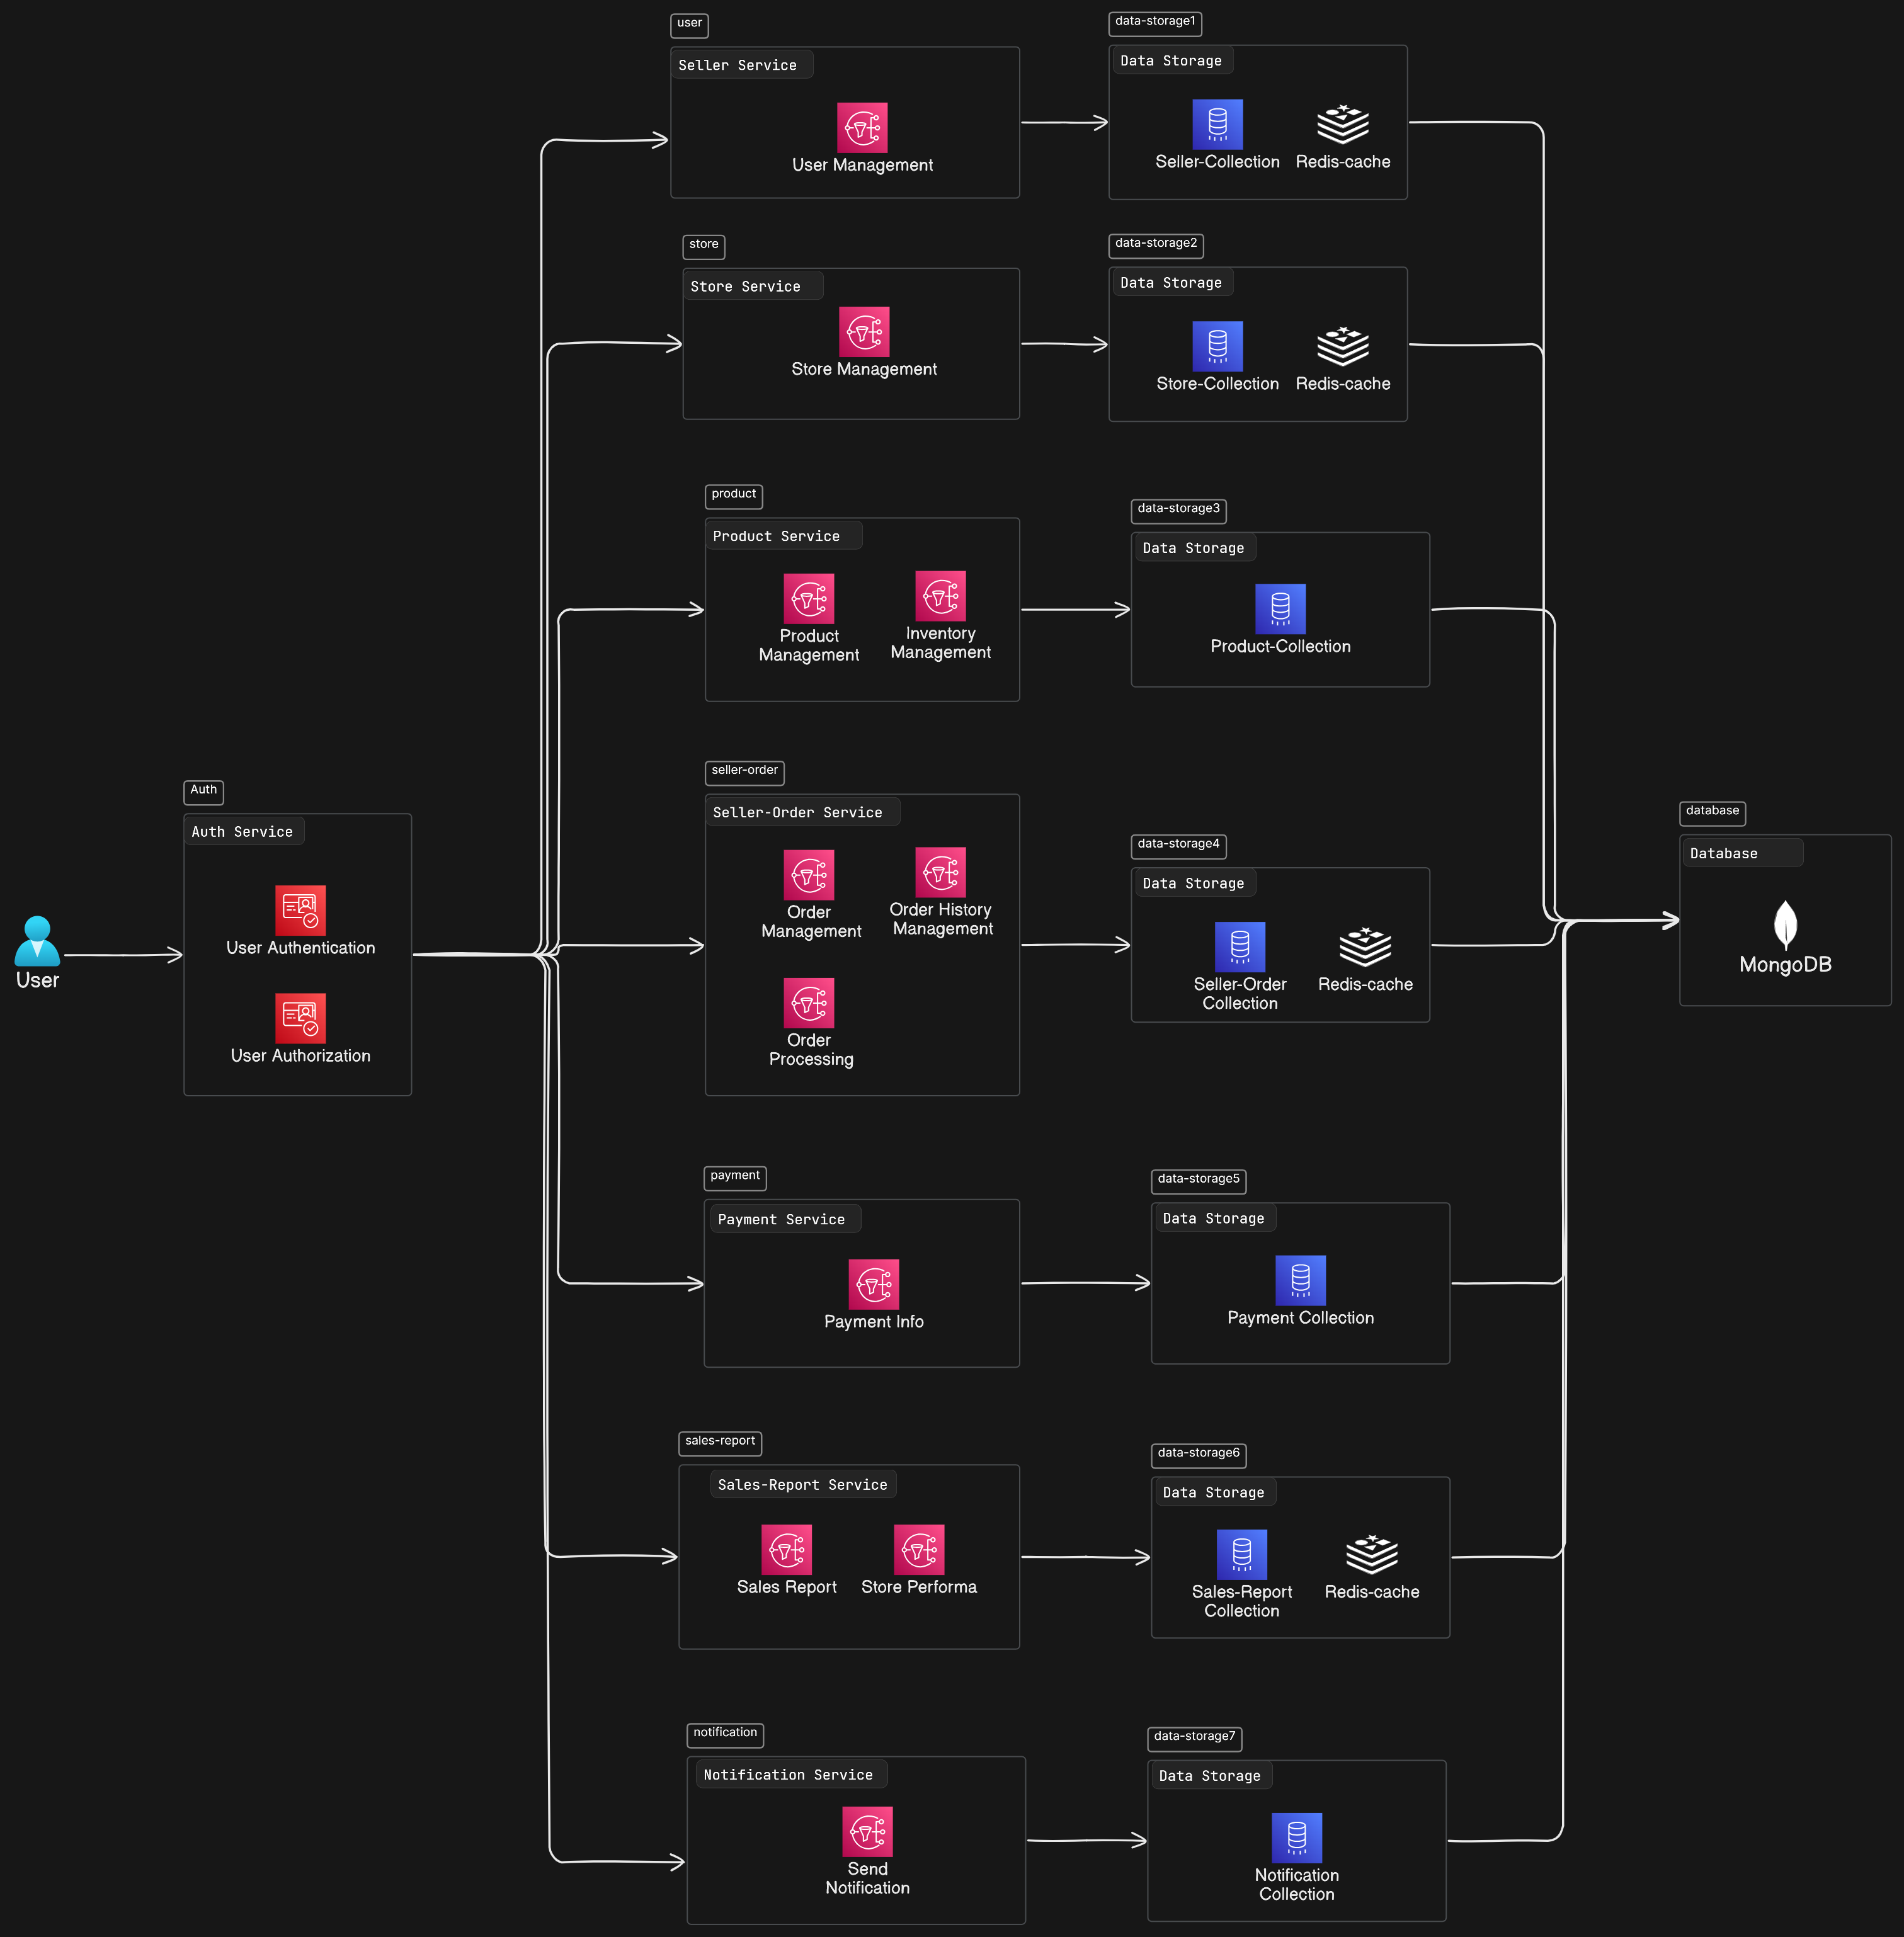 user
Seller Service
User Management
data-storage1
Data Storage
Seller-Collection
Redis-cache
store
Store Service
Store Management
data-storage2
Data Storage
Store-Collection
Redis-cache
product
Product Service
Product
Management
Inventory
Management
data-storage3
Data Storage
Product-Collection
seller-order
Seller-Order Service
Order
Management
Order History
Management
Order
Processing
data-storage4
Data Storage
Seller-Order
Collection
Redis-cache
User
Auth
Auth Service
User Authentication
User Authorization
database
Database
MongoDB
payment
Payment Service
Payment Info
data-storage5
Data Storage
Payment Collection
sales-report
Sales-Report Service
Sales Report
Store Performa
data-storage6
Data Storage
Sales-Report
Collection
Redis-cache
notification
Notification Service
Send
Notification
data-storage7
Data Storage
Notification
Collection